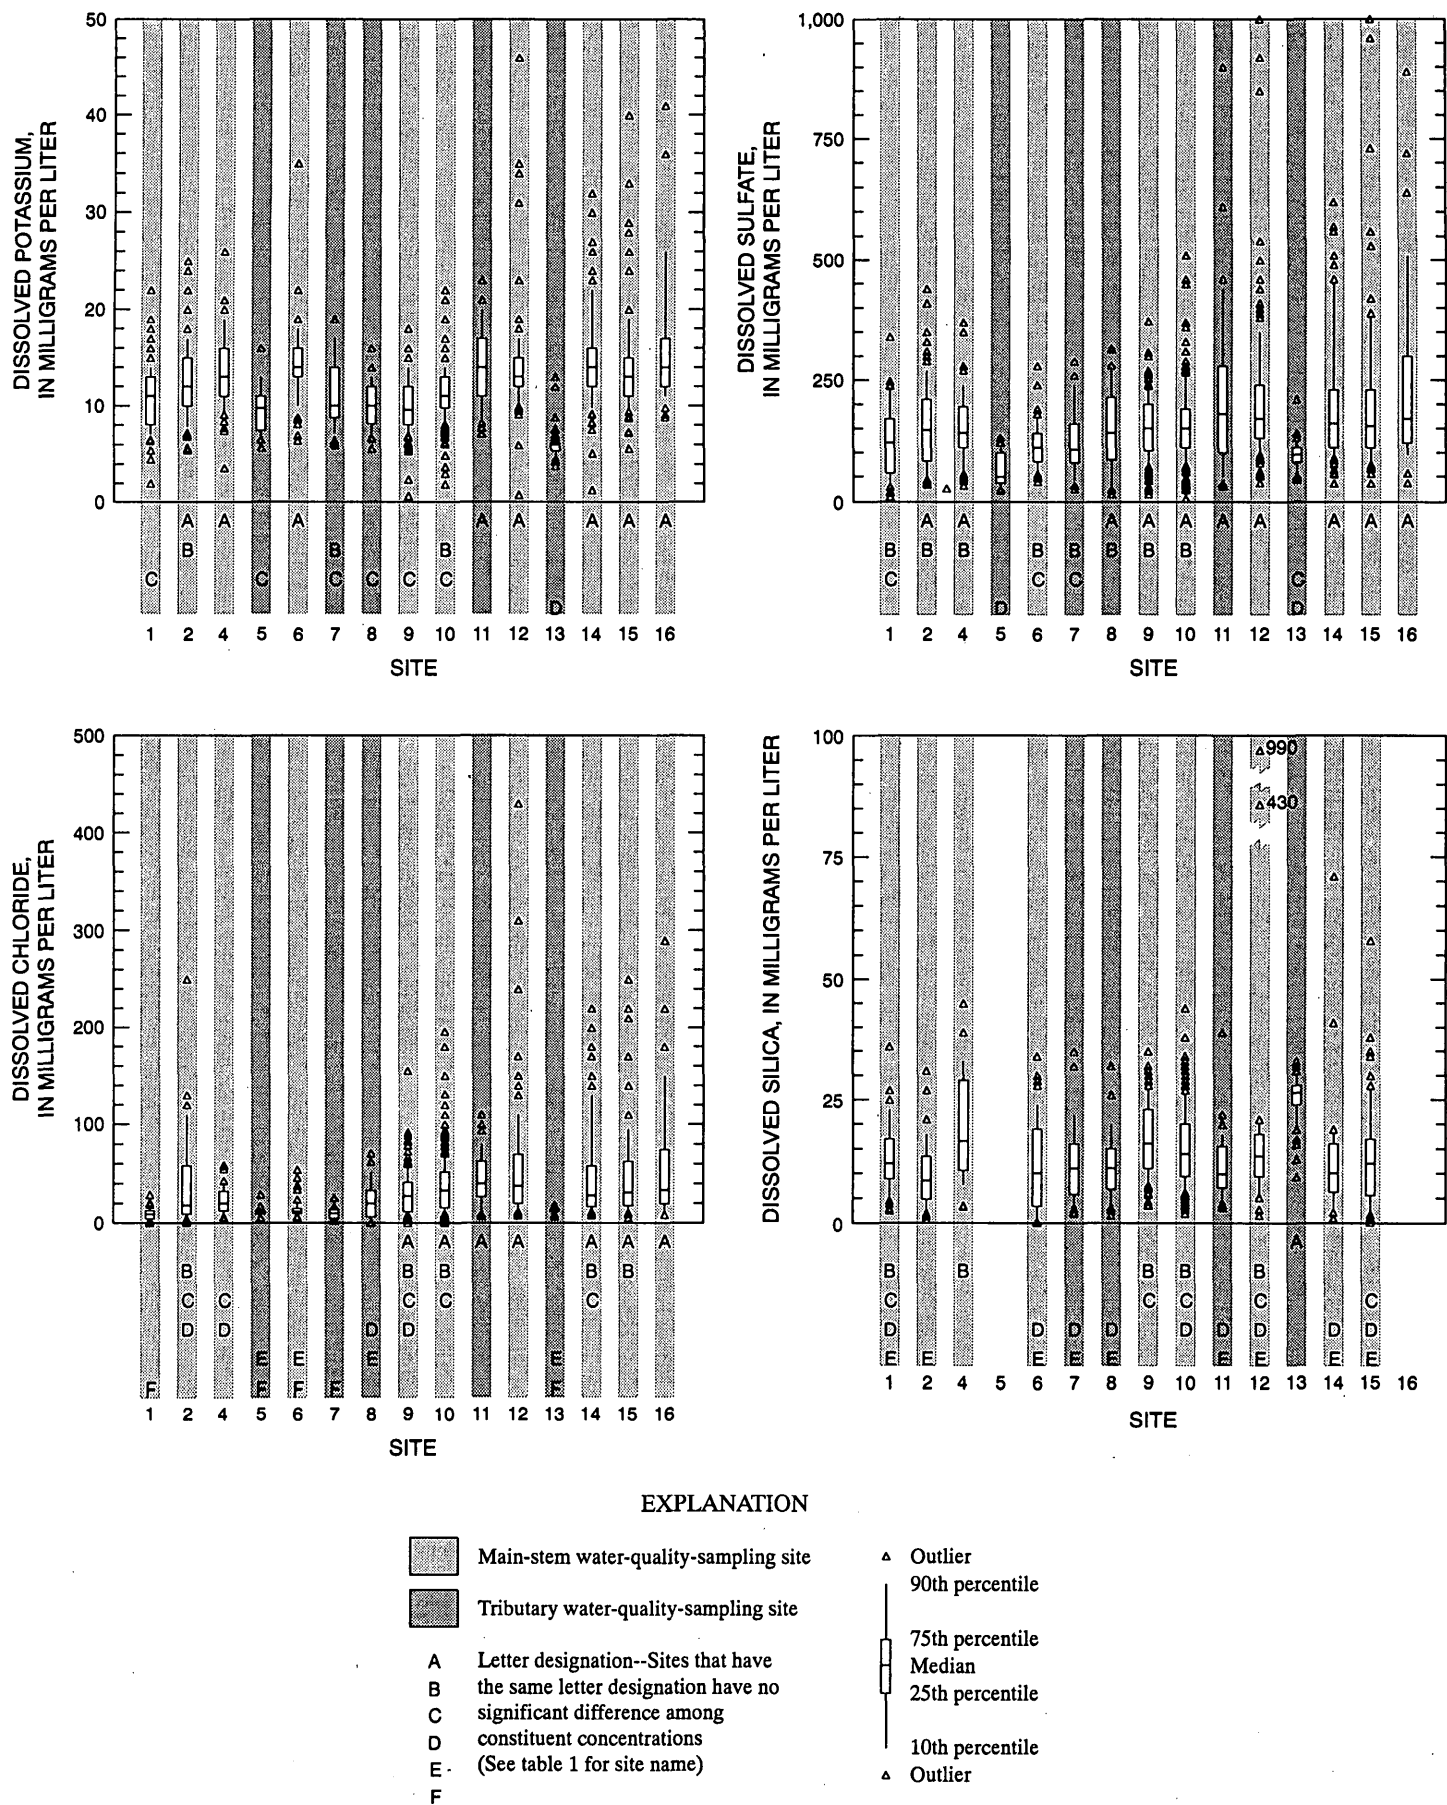 DISSOLVED POTASSIUM,
IN MILLIGRAMS PER LITER
50
40
30
20
10
0
C
A
B
A
C
A
B
C
C
C
B
C
A
A
D
A
A
A
1 2 4 5 6 7 8 9 10 11 12 13 14 15 16
SITE
DISSOLVED SULFATE,
IN MILLIGRAMS PER LITER
1,000
750
500
250
0
B
C
A
B
A
B
D
B
C
B
C
A
B
A
B
A
B
A
A
C
D
A
A
A
1 2 4 5 6 7 8 9 10 11 12 13 14 15 16
SITE
DISSOLVED CHLORIDE,
IN MILLIGRAMS PER LITER
500
400
300
200
100
0
F
B
C
D
C
D
E
F
E
F
F
D
E
A
B
C
D
A
B
C
A
A
E
F
A
B
C
A
B
A
1 2 4 5 6 7 8 9 10 11 12 13 14 15 16
SITE
DISSOLVED SILICA, IN MILLIGRAMS PER LITER
100
75
50
25
0
990
430
B
C
D
E
E
B
D
E
D
E
D
E
B
C
B
C
D
D
E
B
C
D
E
A
D
E
C
D
E
1 2 4 6 7 8 9 10 11 12 13 14 15 16
SITE
EXPLANATION
Main-stem water-quality-sampling site
Tributary water-quality-sampling site
A Letter designation--Sites that have
B the same letter designation have no
C significant difference among
D constituent concentrations
E (See table 1 for site name)
F
Outlier
90th percentile
75th percentile
Median
25th percentile
10th percentile
Outlier